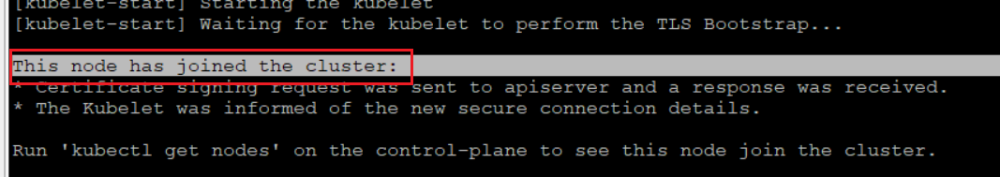 [kubelet-start] Starting the kubelet
[kubelet-start] Waiting for the kubelet to perform the TLS Bootstrap...
This node has joined the cluster:
* Certificate signing request was sent to apiserver and a response was received.
* The Kubelet was informed of the new secure connection details.
Run 'kubectl get nodes' on the control-plane to see this node join the cluster.